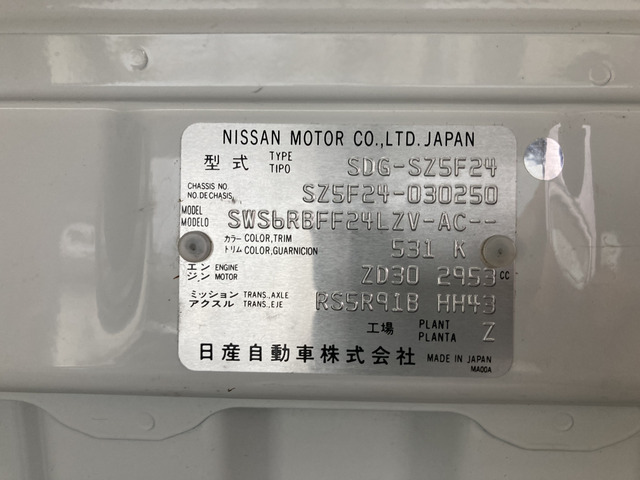 NISSAN MOTOR CO.,LTD. JAPAN
型式 TYPE TIPO SDG-SZ5F24
CHASSIS NO. NO.DE CHASIS SZ5F24-030250
MODEL MODELO SWS6RBFF24LZV-AC--
カラー COLOR,TRIM
トリム COLOR,GUARNICION 531 K
エンジン ENGINE MOTOR ZD30 2953 cc
ミッション TRANS.,AXLE
アクスル TRANS.,EJE RS5R91B HH43
工場 PLANT PLANTA Z
日産自動車株式会社 MADE IN JAPAN
MA00A